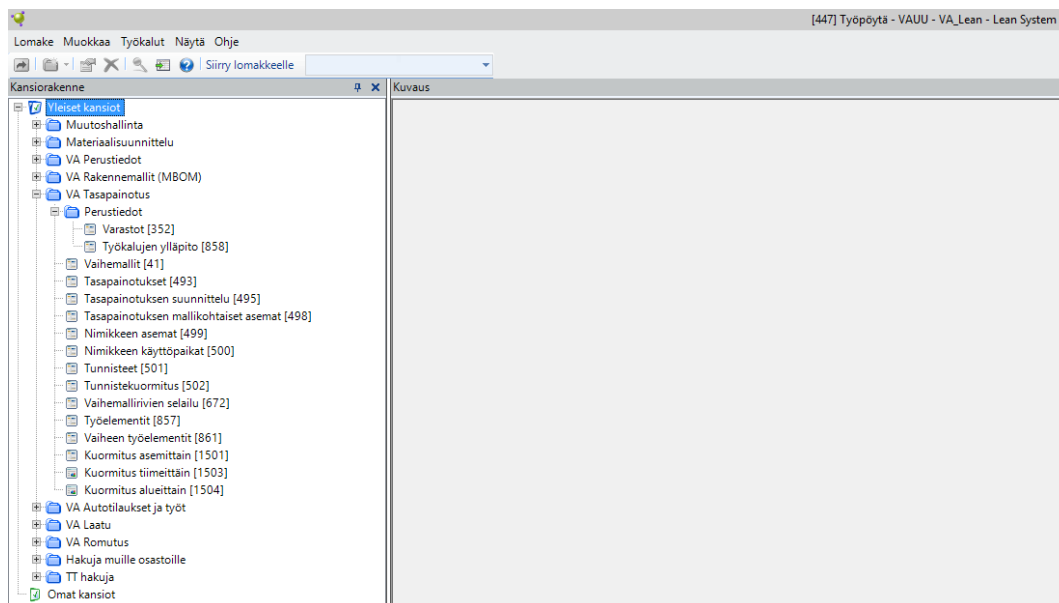 [447] Työpöytä - VAUU - VA_Lean - Lean System
Lomake Muokkaa Työkalut Näytä Ohje
Siirry lomakkeelle
Kansiorakenne
Kuvaus
Yleiset kansiot
Muutoshallinta
Materiaalisuunnittelu
VA Perustiedot
VA Rakennemallit (MBOM)
VA Tasapainotus
Perustiedot
Varastot [352]
Työkalujen ylläpito [858]
Vaihemallit [41]
Tasapainotukset [493]
Tasapainotuksen suunnittelu [495]
Tasapainotuksen mallikohtaiset asemat [498]
Nimikkeen asemat [499]
Nimikkeen käyttöpaikat [500]
Tunnisteet [501]
Tunnistekuormitus [502]
Vaihemallirivien selailu [672]
Työelementit [857]
Vaiheen työelementit [861]
Kuormitus asemittain [1501]
Kuormitus tiimeittäin [1503]
Kuormitus alueittain [1504]
VA Autotilaukset ja työt
VA Laatu
VA Romutus
Hakuja muille osastoille
TT hakuja
Omat kansiot